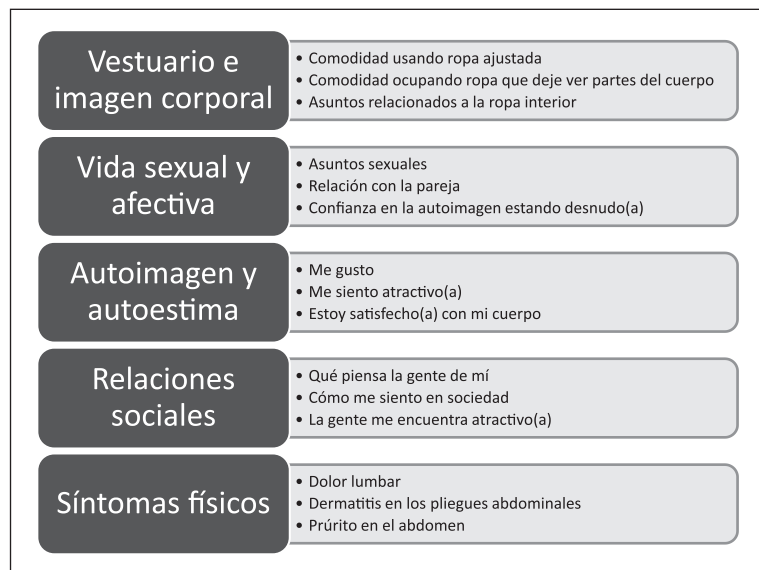 Vestuario e
imagen corporal
• Comodidad usando ropa ajustada
• Comodidad ocupando ropa que deje ver partes del cuerpo
• Asuntos relacionados a la ropa interior
Vida sexual y
afectiva
• Asuntos sexuales
• Relación con la pareja
• Confianza en la autoimagen estando desnudo(a)
Autoimagen y
autoestima
• Me gusto
• Me siento atractivo(a)
• Estoy satisfecho(a) con mi cuerpo
Relaciones
sociales
• Qué piensa la gente de mí
• Cómo me siento en sociedad
• La gente me encuentra atractivo(a)
Síntomas físicos
• Dolor lumbar
• Dermatitis en los pliegues abdominales
• Prúrito en el abdomen